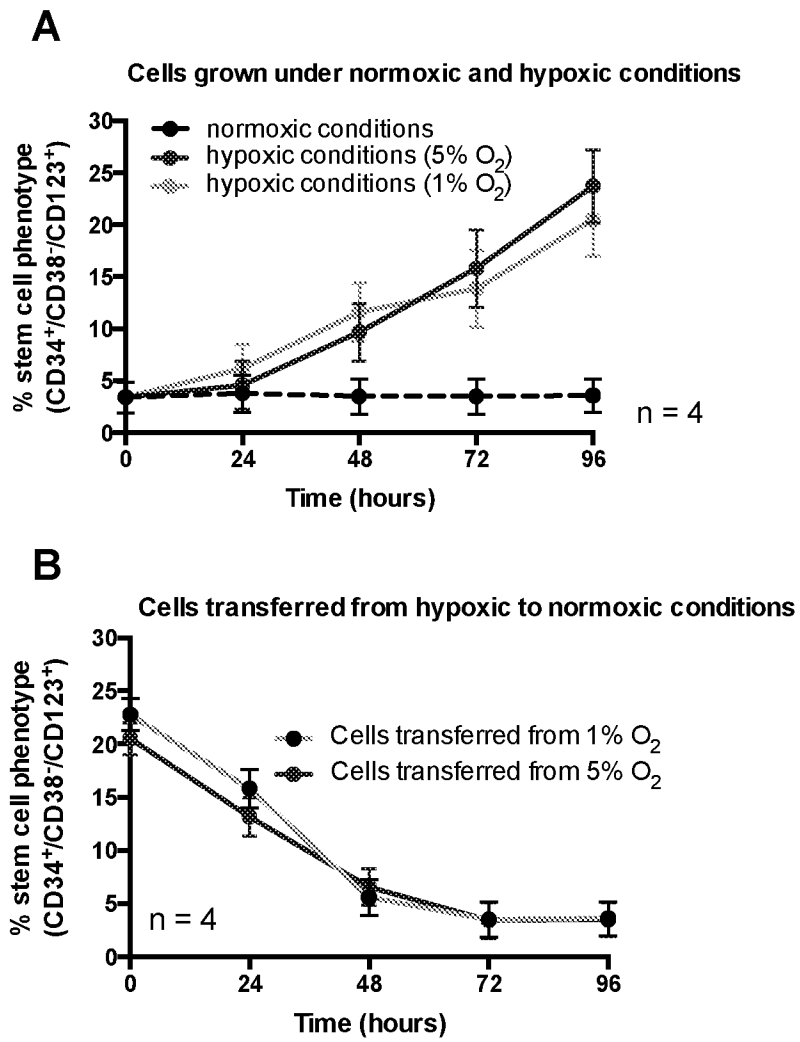 A
Cells grown under normoxic and hypoxic conditions
% stem cell phenotype
(CD34⁺/CD38⁻/CD123⁺)
30
25
20
15
10
5
0
normoxic conditions
hypoxic conditions (5% O₂)
hypoxic conditions (1% O₂)
n = 4
0 24 48 72 96
Time (hours)
B
Cells transferred from hypoxic to normoxic conditions
% stem cell phenotype
(CD34⁺/CD38⁻/CD123⁺)
30
25
20
15
10
5
0
Cells transferred from 1% O₂
Cells transferred from 5% O₂
n = 4
0 24 48 72 96
Time (hours)